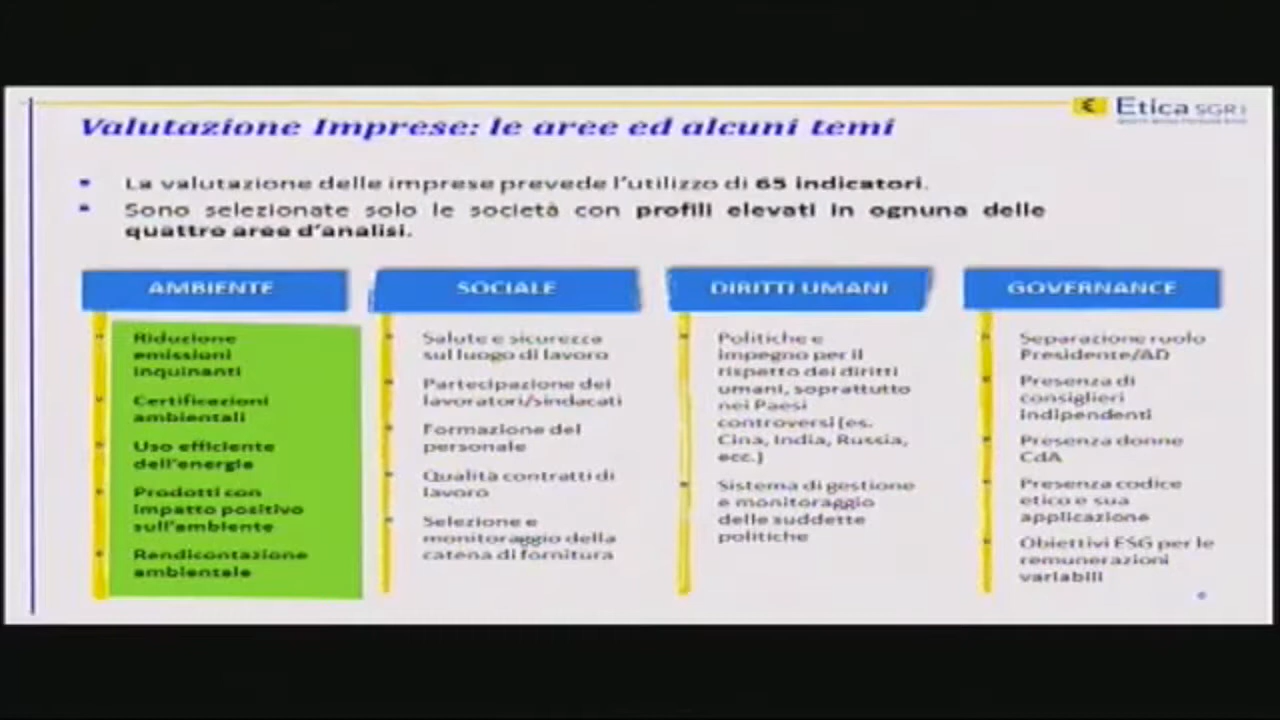 Etica SGR
Valutazione Imprese: le aree ed alcuni temi
La valutazione delle imprese prevede l'utilizzo di 65 indicatori.
Sono selezionate solo le società con profili elevati in ognuna delle
quattro aree d'analisi.
AMBIENTE
Riduzione
emissioni
inquinanti
Certificazioni
ambientali
Uso efficiente
dell'energia
Prodotti con
impatto positivo
sull'ambiente
Rendicontazione
ambientale
SOCIALE
Salute e sicurezza
sul luogo di lavoro
Partecipazione dei
lavoratori/sindacati
Formazione del
personale
Qualità contratti di
lavoro
Selezione e
monitoraggio della
catena di fornitura
DIRITTI UMANI
Politiche e
impegno per il
rispetto dei diritti
umani, soprattutto
nei Paesi
controversi (es.
Cina, India, Russia,
ecc.)
Sistema di gestione
e monitoraggio
delle suddette
politiche
GOVERNANCE
Separazione ruolo
Presidente/AD
Presenza di
consiglieri
indipendenti
Presenza donne
CdA
Presenza codice
etico e sua
applicazione
Obiettivi ESG per le
remunerazioni
variabili